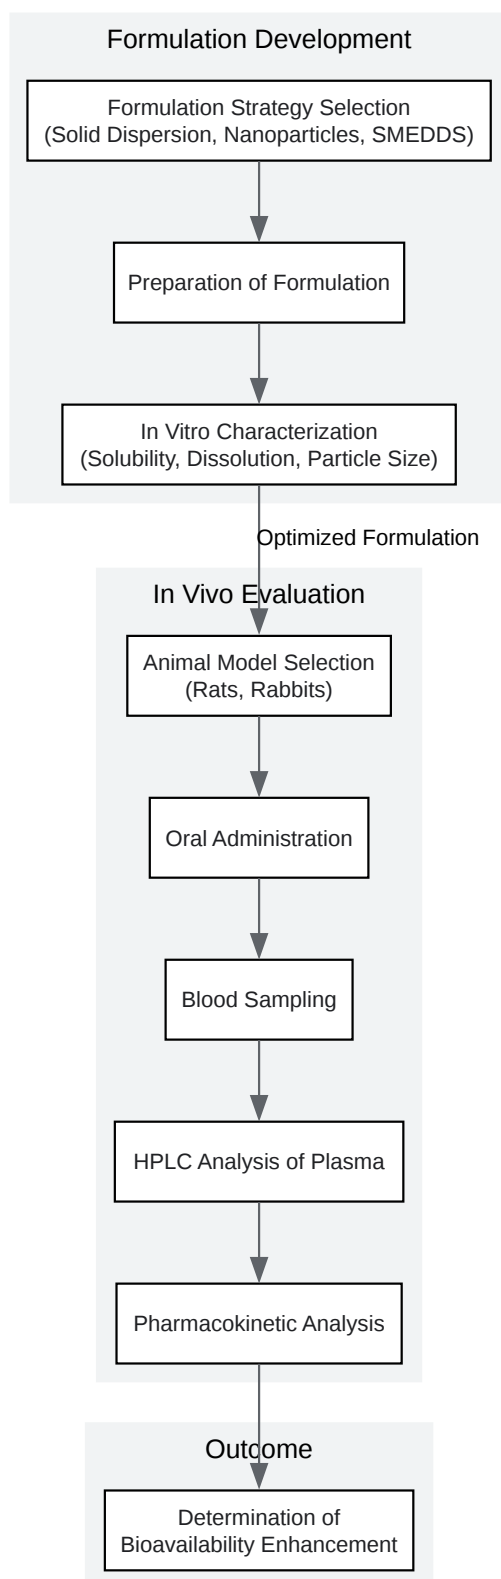 Formulation Development
Formulation Strategy Selection
(Solid Dispersion, Nanoparticles, SMEDDS)
Preparation of Formulation
In Vitro Characterization
(Solubility, Dissolution, Particle Size)
Optimized Formulation
In Vivo Evaluation
Animal Model Selection
(Rats, Rabbits)
Oral Administration
Blood Sampling
HPLC Analysis of Plasma
Pharmacokinetic Analysis
Outcome
Determination of
Bioavailability Enhancement